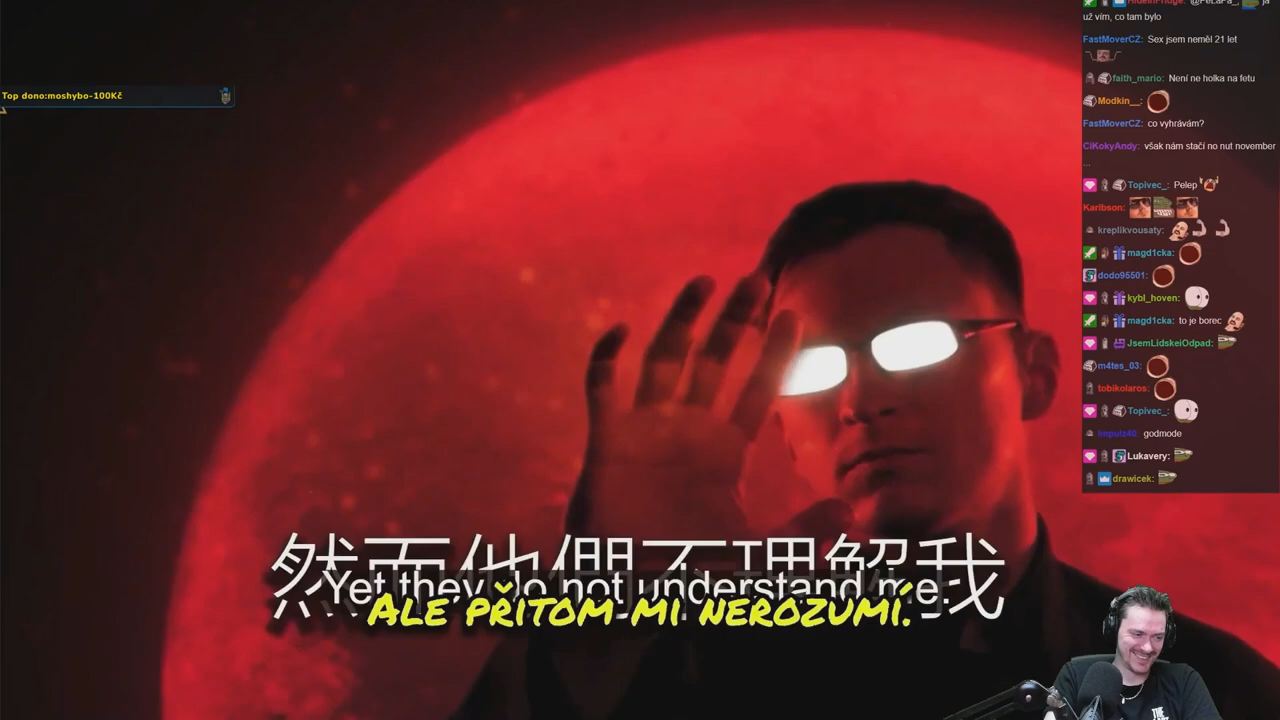 Top dono:moshybo-100Kč
už vím, co tam bylo
FastMoverCZ: Sex jsem neměl 21 let
faith_mario: Není ne holka na fetu
Modkin__:
FastMoverCZ: co vyhrávám?
CiKokyAndy: však nám stačí no nut november
...
Topivec_: Pelep
Karibson:
kreplikvousaty:
magd1cka:
dodo95501:
kybl_hoven:
magd1cka: to je borec
JsemLidskeiOdpad:
m4tes_03:
tobikolaros:
Topivec_:
Impulz40: godmode
Lukavery:
drawicek:
然而他們不理解我
Yet they do not understand me.
Ale přitom mi nerozumí.
THE